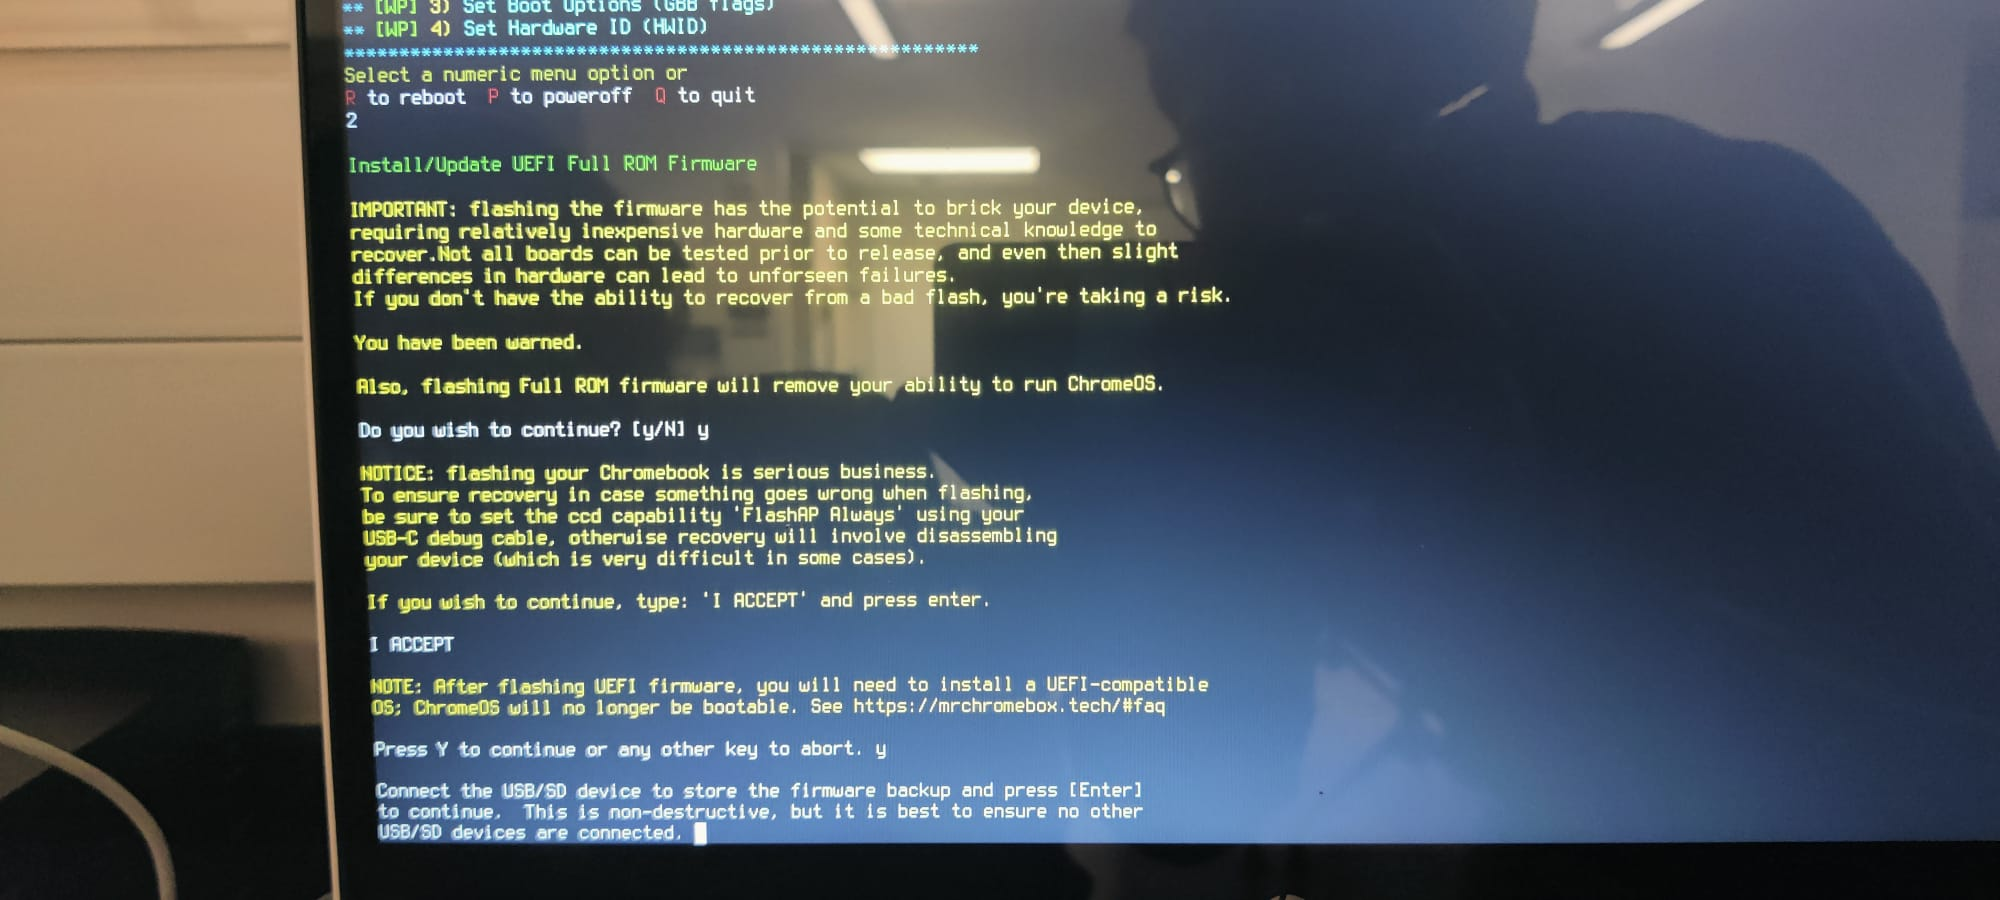 ** [WP] 3) Set Boot Options (GBB flags)
** [WP] 4) Set Hardware ID (HWID)
*********************************************************
Select a numeric menu option or
R to reboot  P to poweroff  Q to quit
2
Install/Update UEFI Full ROM Firmware
IMPORTANT: flashing the firmware has the potential to brick your device,
requiring relatively inexpensive hardware and some technical knowledge to
recover.Not all boards can be tested prior to release, and even then slight
differences in hardware can lead to unforseen failures.
If you don't have the ability to recover from a bad flash, you're taking a risk.
You have been warned.
Also, flashing Full ROM firmware will remove your ability to run ChromeOS.
Do you wish to continue? [y/N] y
NOTICE: flashing your Chromebook is serious business.
To ensure recovery in case something goes wrong when flashing,
be sure to set the ccd capability 'FlashAP Always' using your
USB-C debug cable, otherwise recovery will involve disassembling
your device (which is very difficult in some cases).
If you wish to continue, type: 'I ACCEPT' and press enter.
I ACCEPT
NOTE: After flashing UEFI firmware, you will need to install a UEFI-compatible
OS; ChromeOS will no longer be bootable. See https://mrchromebox.tech/#faq
Press Y to continue or any other key to abort. y
Connect the USB/SD device to store the firmware backup and press [Enter]
to continue.  This is non-destructive, but it is best to ensure no other
USB/SD devices are connected.